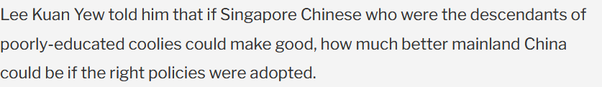 Lee Kuan Yew told him that if Singapore Chinese who were the descendants of
poorly-educated coolies could make good, how much better mainland China
could be if the right policies were adopted.